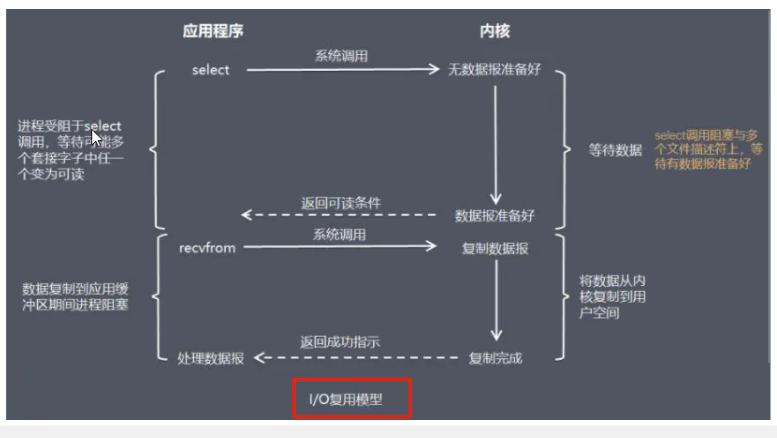 应用程序
内核
系统调用
select
无数据报准备好
进程受阻于select
调用，等待可能多
个套接字子中任一
个变为可读
等待数据
select调用阻塞与多
个文件描述符上，等
待有数据报准备好
返回可读条件
数据报准备好
系统调用
recvfrom
复制数据报
数据复制到应用缓
冲区期间进程阻塞
将数据从内
核复制到用
户空间
返回成功指示
处理数据报
复制完成
I/O复用模型